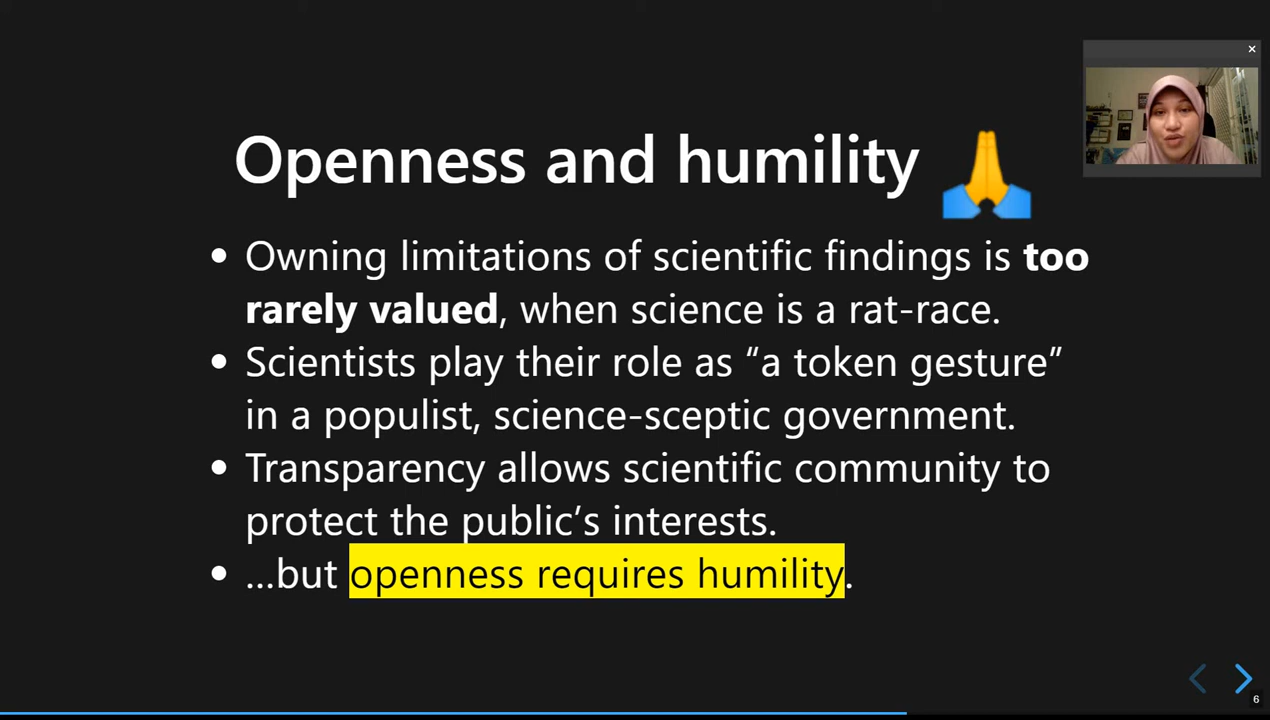 Openness and humility 🙏
• Owning limitations of scientific findings is too
rarely valued, when science is a rat-race.
• Scientists play their role as “a token gesture”
in a populist, science-sceptic government.
• Transparency allows scientific community to
protect the public’s interests.
• ...but openness requires humility.
6